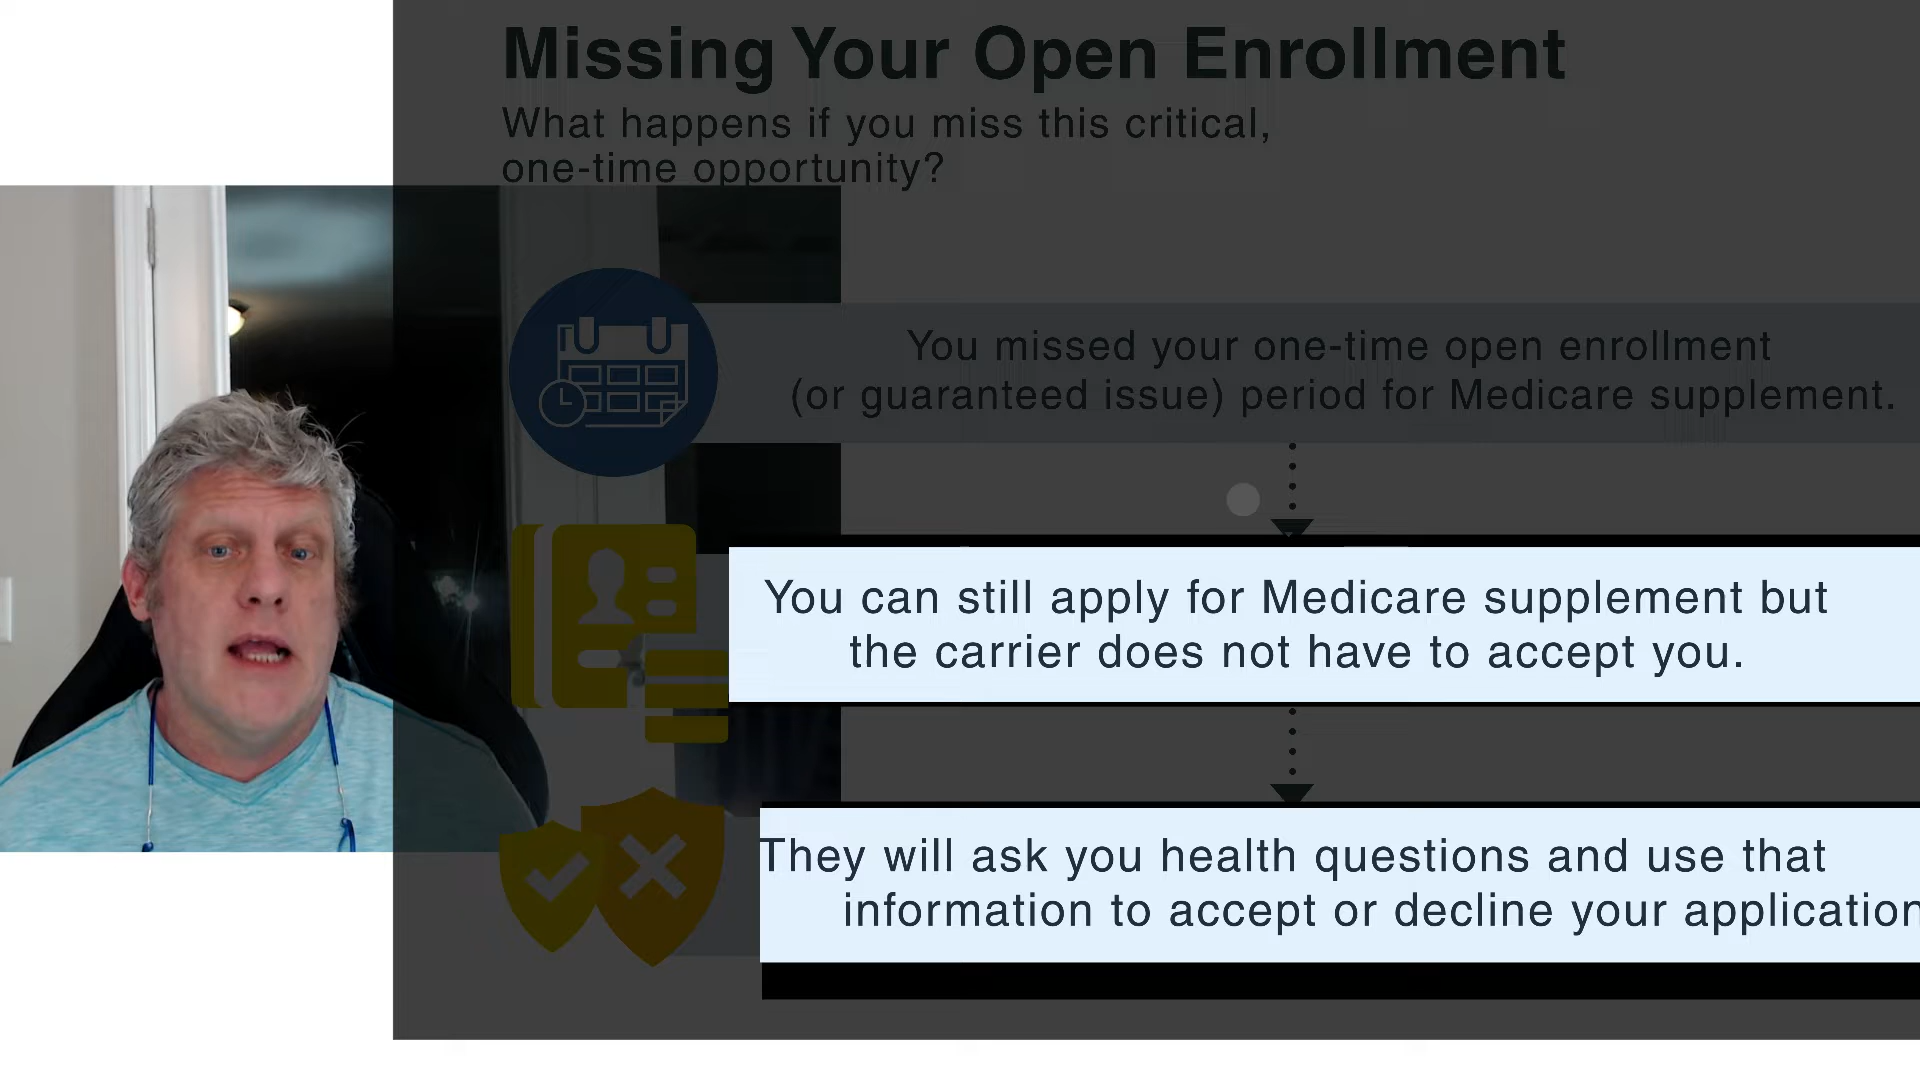 Missing Your Open Enrollment
What happens if you miss this critical,
one-time opportunity?
You missed your one-time open enrollment
(or guaranteed issue) period for Medicare supplement.
You can still apply for Medicare supplement but
the carrier does not have to accept you.
They will ask you health questions and use that
information to accept or decline your application